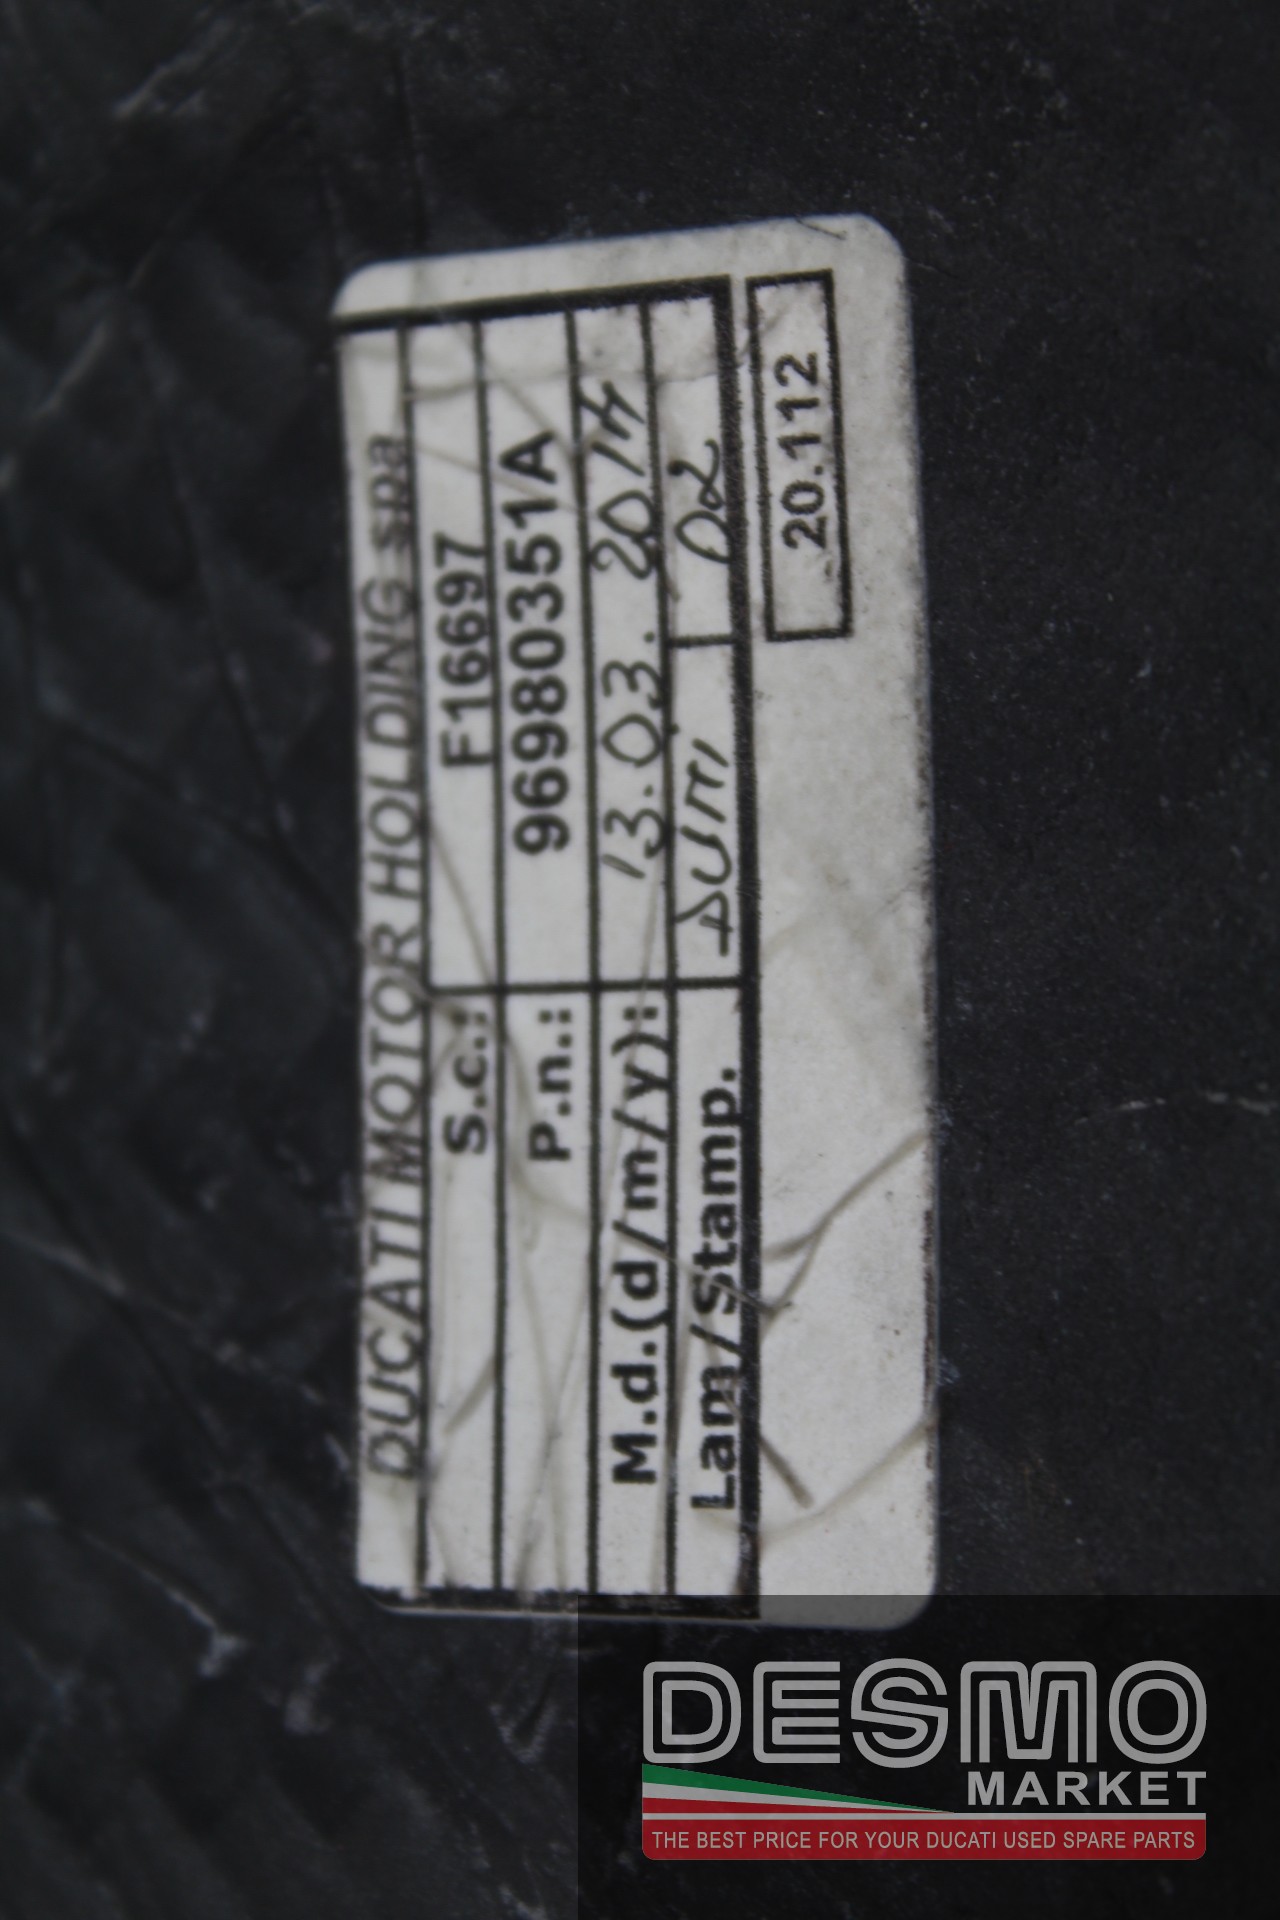 DUCATI MOTOR HOLDING spa
S.c.: F16697
P.n.: 96980351A
M.d.(d/m/y): 13.03.2014
Lam/Stamp. DUMI 02
20.112
DESMO
MARKET
THE BEST PRICE FOR YOUR DUCATI USED SPARE PARTS